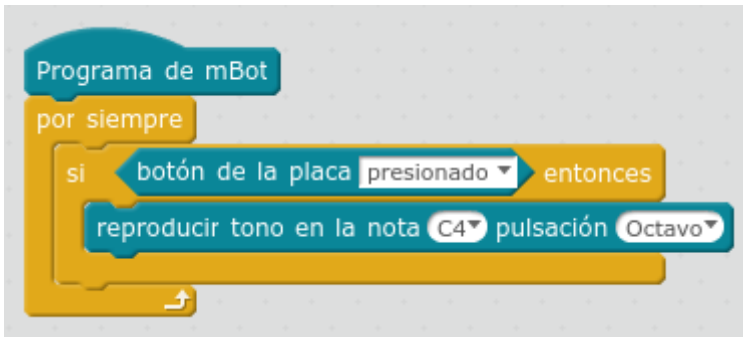 Programa de mBot
por siempre
si botón de la placa presionado entonces
reproducir tono en la nota C4 pulsación Octavo